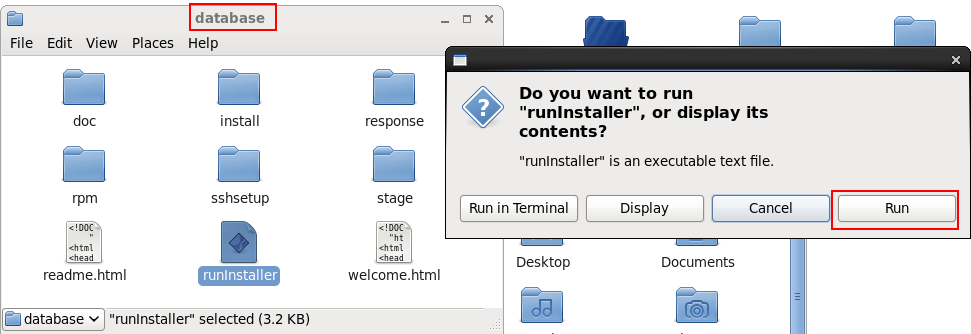 database
File Edit View Places Help
doc install response
rpm sshsetup stage
<!DOC
"
<html
<head
<!DOC
"ht
<html
<head
readme.html runInstaller welcome.html
database "runInstaller" selected (3.2 KB)
Do you want to run
"runInstaller", or display its
contents?
"runInstaller" is an executable text file.
Run in Terminal Display Cancel Run
Desktop Documents